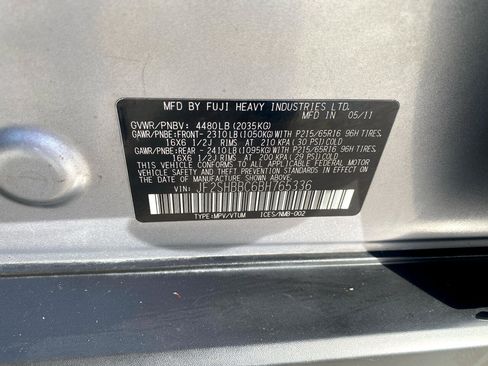 MFD BY FUJI HEAVY INDUSTRIES LTD.
MFD IN 05/11
GVWR/PNBV: 4480LB (2035KG)
GAWR/PNBE:FRONT- 2310LB(1050KG)WITH P215/65R16 96H TIRES.
16X6 1/2J RIMS AT 210 KPA(30 PSI)COLD
GAWR/PNBE:REAR - 2410LB(1095KG)WITH P215/65R16 96H TIRES.
16X6 1/2J RIMS AT 200 KPA(29 PSI)COLD
THIS VEHICLE CONFORMS TO ALL APPLICABLE FEDERAL MOTOR
VEHICLE SAFETY STANDARDS IN EFFECT ON THE DATE OF
MANUFACTURE SHOWN ABOVE.
VIN: JF2SHBBC6BH765336
TYPE:MPV/VTUM ICES/NMB-002